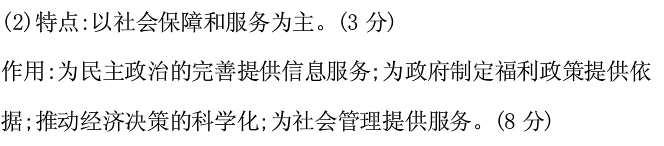 (2)特点:以社会保障和服务为主。(3 分)
作用:为民主政治的完善提供信息服务;为政府制定福利政策提供依
据;推动经济决策的科学化;为社会管理提供服务。(8 分)